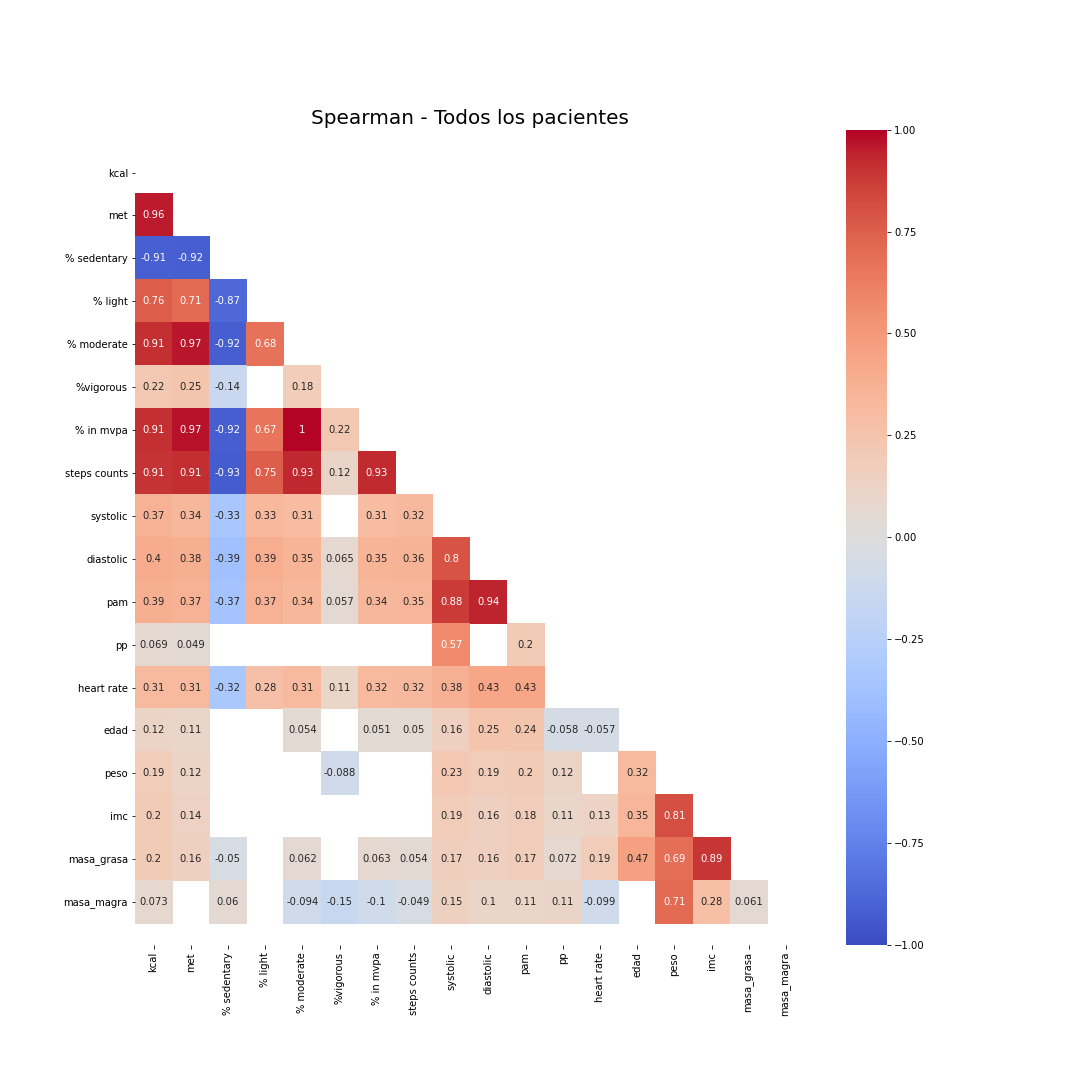 Spearman - Todos los pacientes
1.00
kcal
met 0.96
% sedentary -0.91 -0.92
0.75
% light 0.76 0.71 -0.87
% moderate 0.91 0.97 -0.92 0.68
0.50
%vigorous 0.22 0.25 -0.14 0.18
% in mvpa 0.91 0.97 -0.92 0.67 1 0.22
0.25
steps counts 0.91 0.91 -0.93 0.75 0.93 0.12 0.93
systolic 0.37 0.34 -0.33 0.33 0.31 0.31 0.32
0.00
diastolic 0.4 0.38 -0.39 0.39 0.35 0.065 0.35 0.36 0.8
pam 0.39 0.37 -0.37 0.37 0.34 0.057 0.34 0.35 0.88 0.94
−0.25
pp 0.069 0.049 0.57 0.2
heart rate 0.31 0.31 -0.32 0.28 0.31 0.11 0.32 0.32 0.38 0.43 0.43
edad 0.12 0.11 0.054 0.051 0.05 0.16 0.25 0.24 -0.058 -0.057
−0.50
peso 0.19 0.12 -0.088 0.23 0.19 0.2 0.12 0.32
imc 0.2 0.14 0.19 0.16 0.18 0.11 0.13 0.35 0.81
−0.75
masa_grasa 0.2 0.16 -0.05 0.062 0.063 0.054 0.17 0.16 0.17 0.072 0.19 0.47 0.69 0.89
masa_magra 0.073 0.06 -0.094 -0.15 -0.1 -0.049 0.15 0.1 0.11 0.11 -0.099 0.71 0.28 0.061
−1.00
kcal
met
% sedentary
% light
% moderate
%vigorous
% in mvpa
steps counts
systolic
diastolic
pam
pp
heart rate
edad
peso
imc
masa_grasa
masa_magra